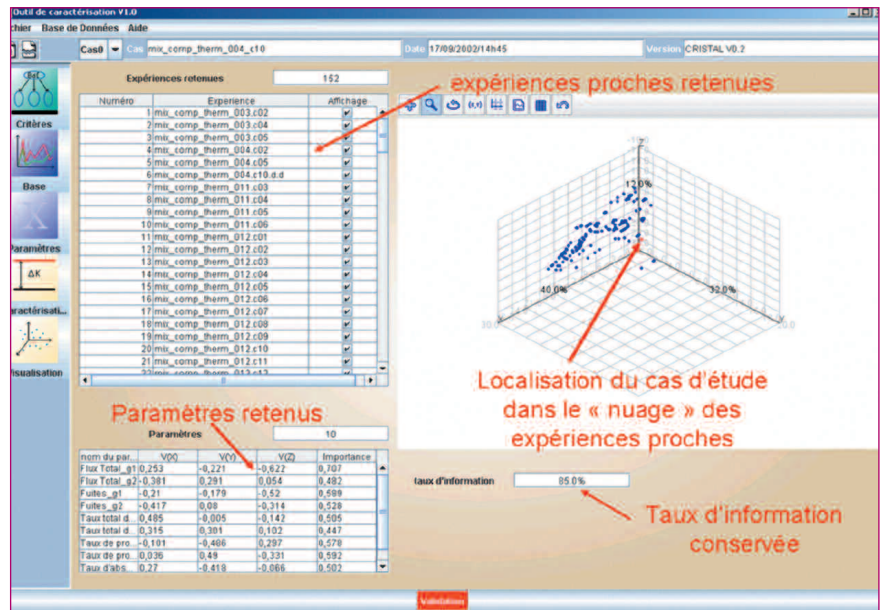 Outil de caractérisation V1.0
chier Base de Données Aide
Cas0 Cas mix_comp_therm_004_c10 Date 17/09/2002/14h45 Version CRISTAL V0.2
Critères
Base
Paramètres
ΔK
aractérisati...
isualisation
Expériences retenues 152
Numéro Experience Affichage
1 mix_comp_therm_003.c02
2 mix_comp_therm_003.c04
3 mix_comp_therm_003.c05
4 mix_comp_therm_004.c02
5 mix_comp_therm_004.c05
6 mix_comp_therm_004.c10.d.d
7 mix_comp_therm_011.c03
8 mix_comp_therm_011.c04
9 mix_comp_therm_011.c05
10 mix_comp_therm_011.c06
11 mix_comp_therm_012.c01
12 mix_comp_therm_012.c02
13 mix_comp_therm_012.c03
14 mix_comp_therm_012.c04
15 mix_comp_therm_012.c05
16 mix_comp_therm_012.c06
17 mix_comp_therm_012.c07
18 mix_comp_therm_012.c08
19 mix_comp_therm_012.c09
20 mix_comp_therm_012.c10
21 mix_comp_therm_012.c11
expériences proches retenues
12.0%
40.0%
32.0%
Localisation du cas d'étude
dans le « nuage » des
expériences proches
Paramètres retenus
Paramètres 10
nom du par... V(X) V(Y) V(Z) Importance
Flux Total_g1 0,253 -0,221 -0,622 0,707
Flux Total_g2 -0,381 0,291 0,054 0,482
Fuites_g1 -0,21 -0,179 -0,52 0,589
Fuites_g2 -0,417 0,08 -0,314 0,528
Taux total d... 0,485 -0,005 -0,142 0,505
Taux total d... 0,315 0,301 0,102 0,447
Taux de pro... -0,101 -0,486 0,297 0,578
Taux de pro... 0,036 0,49 -0,331 0,592
Taux d'abs... 0,27 -0,418 -0,066 0,502
taux d'information 85.0%
Taux d'information
conservée
Validation